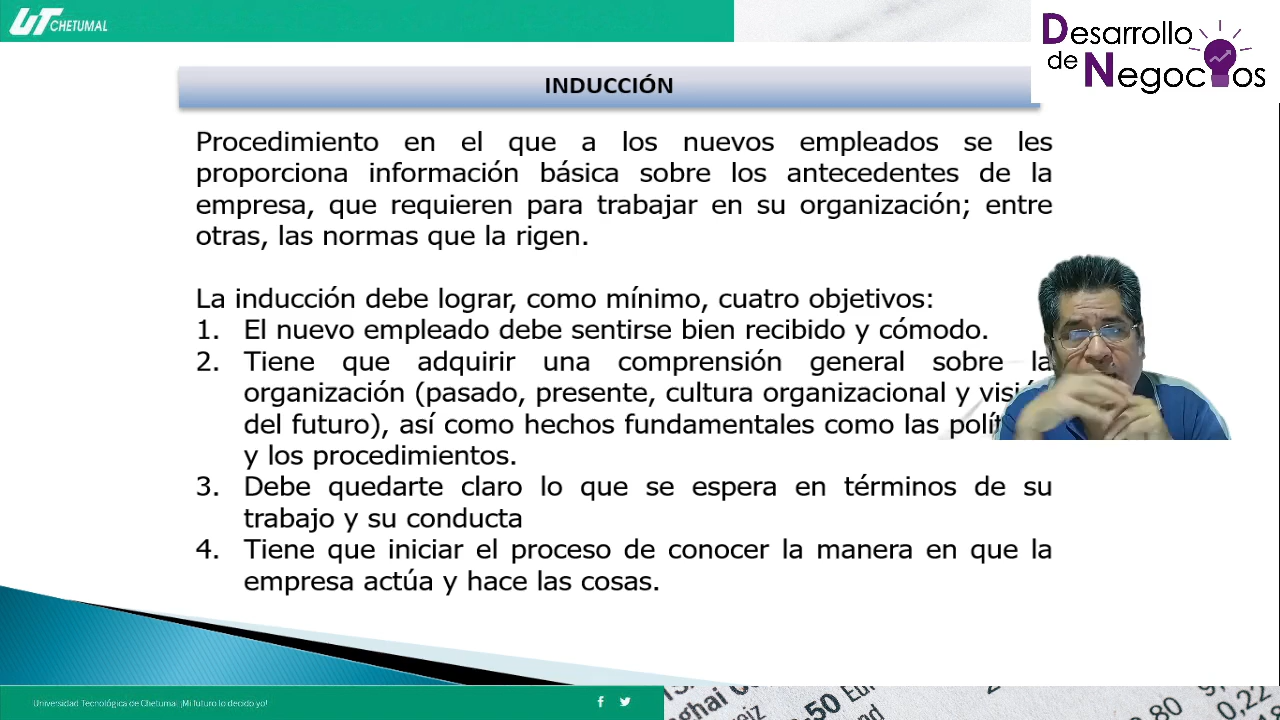 UT CHETUMAL
Desarrollo
de Negocios
INDUCCIÓN
Procedimiento en el que a los nuevos empleados se les
proporciona información básica sobre los antecedentes de la
empresa, que requieren para trabajar en su organización; entre
otras, las normas que la rigen.
La inducción debe lograr, como mínimo, cuatro objetivos:
1. El nuevo empleado debe sentirse bien recibido y cómodo.
2. Tiene que adquirir una comprensión general sobre la
organización (pasado, presente, cultura organizacional y
del futuro), así como hechos fundamentales como las
y los procedimientos.
3. Debe quedarte claro lo que se espera en términos de su
trabajo y su conducta
4. Tiene que iniciar el proceso de conocer la manera en que la
empresa actúa y hace las cosas.
Universidad Tecnológica de Chetumal ¡Mi futuro lo decido yo!